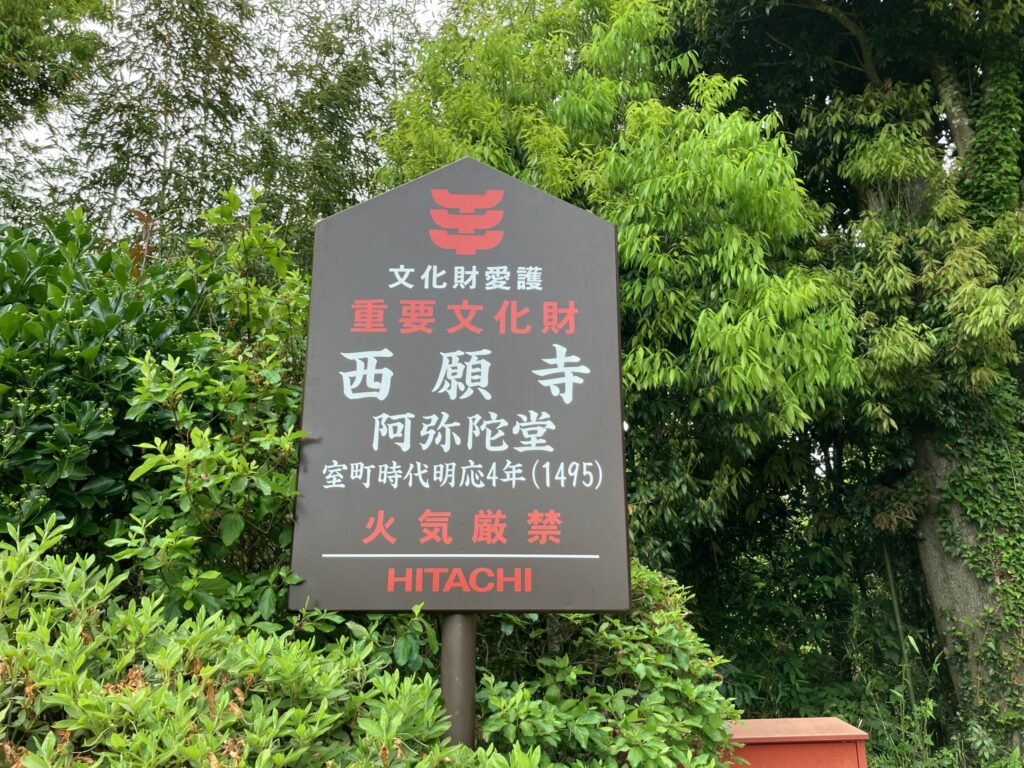 文化財愛護
重要文化財
西願寺
阿弥陀堂
室町時代明応4年(1495)
火気厳禁
HITACHI